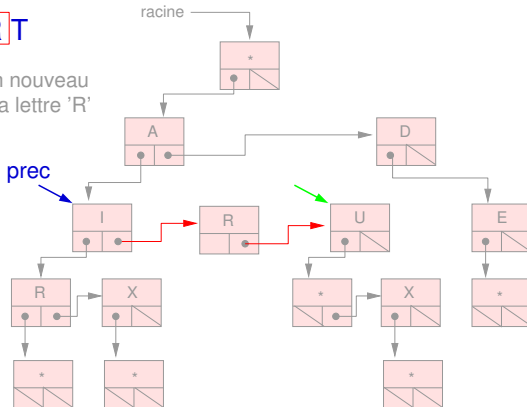 racine
R T
n nouveau
a lettre 'R'
*
A D
prec
I R U E
R X * X *
* * *